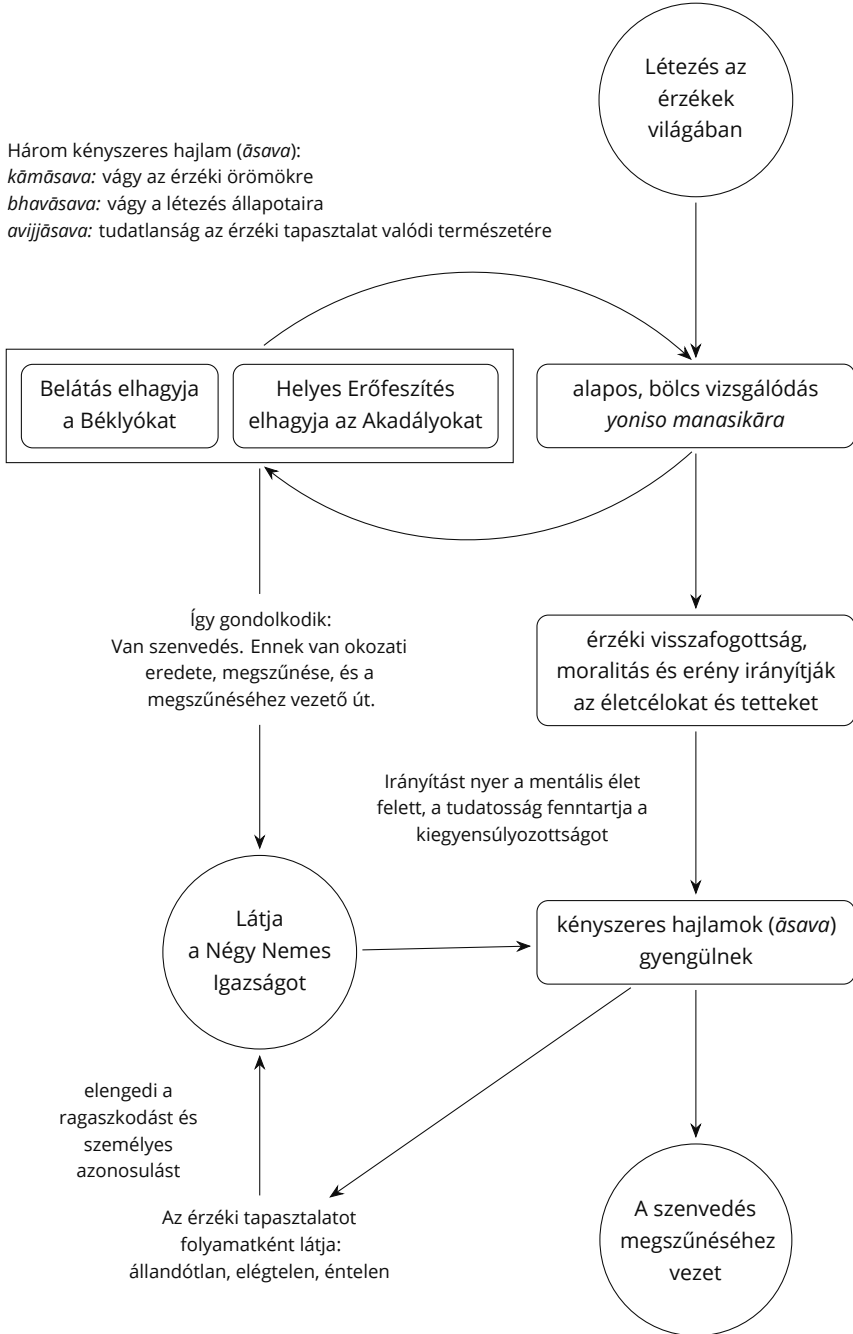 Létezés az
érzékek
világában
Három kényszeres hajlam (āsava):
kāmāsava: vágy az érzéki örömökre
bhavāsava: vágy a létezés állapotaira
avijjāsava: tudatlanság az érzéki tapasztalat valódi természetére
Belátás elhagyja
a Béklyókat
Helyes Erőfeszítés
elhagyja az Akadályokat
alapos, bölcs vizsgálódás
yoniso manasikāra
Így gondolkodik:
Van szenvedés. Ennek van okozati
eredete, megszűnése, és a
megszűnéséhez vezető út.
érzéki visszafogottság,
moralitás és erény irányítják
az életcélokat és tetteket
Irányítást nyer a mentális élet
felett, a tudatosság fenntartja a
kiegyensúlyozottságot
Látja
a Négy Nemes
Igazságot
kényszeres hajlamok (āsava)
gyengülnek
elengedi a
ragaszkodást és
személyes
azonosulást
Az érzéki tapasztalatot
folyamatként látja:
állandótlan, elégtelen, éntelen
A szenvedés
megszűnéséhez
vezet